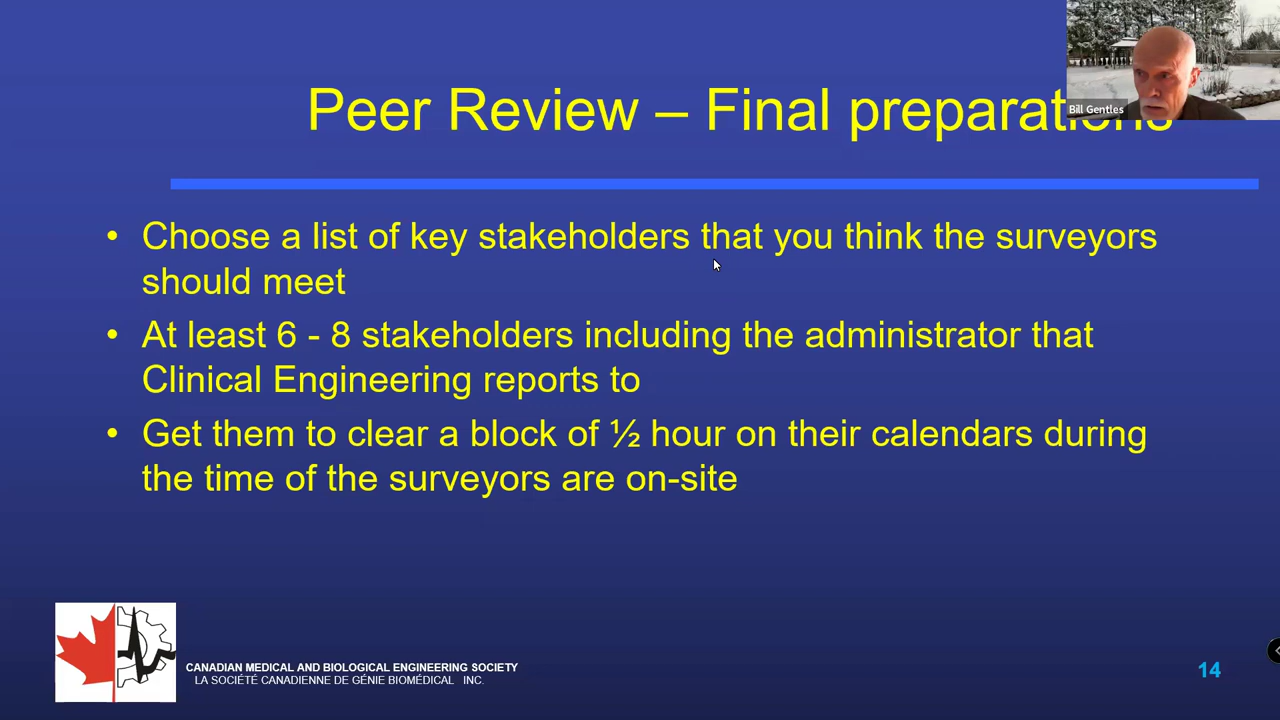 Peer Review – Final preparations
Bill Gentles
• Choose a list of key stakeholders that you think the surveyors
should meet
• At least 6 - 8 stakeholders including the administrator that
Clinical Engineering reports to
• Get them to clear a block of ½ hour on their calendars during
the time of the surveyors are on-site
CANADIAN MEDICAL AND BIOLOGICAL ENGINEERING SOCIETY
LA SOCIÉTÉ CANADIENNE DE GÉNIE BIOMÉDICAL INC.
14